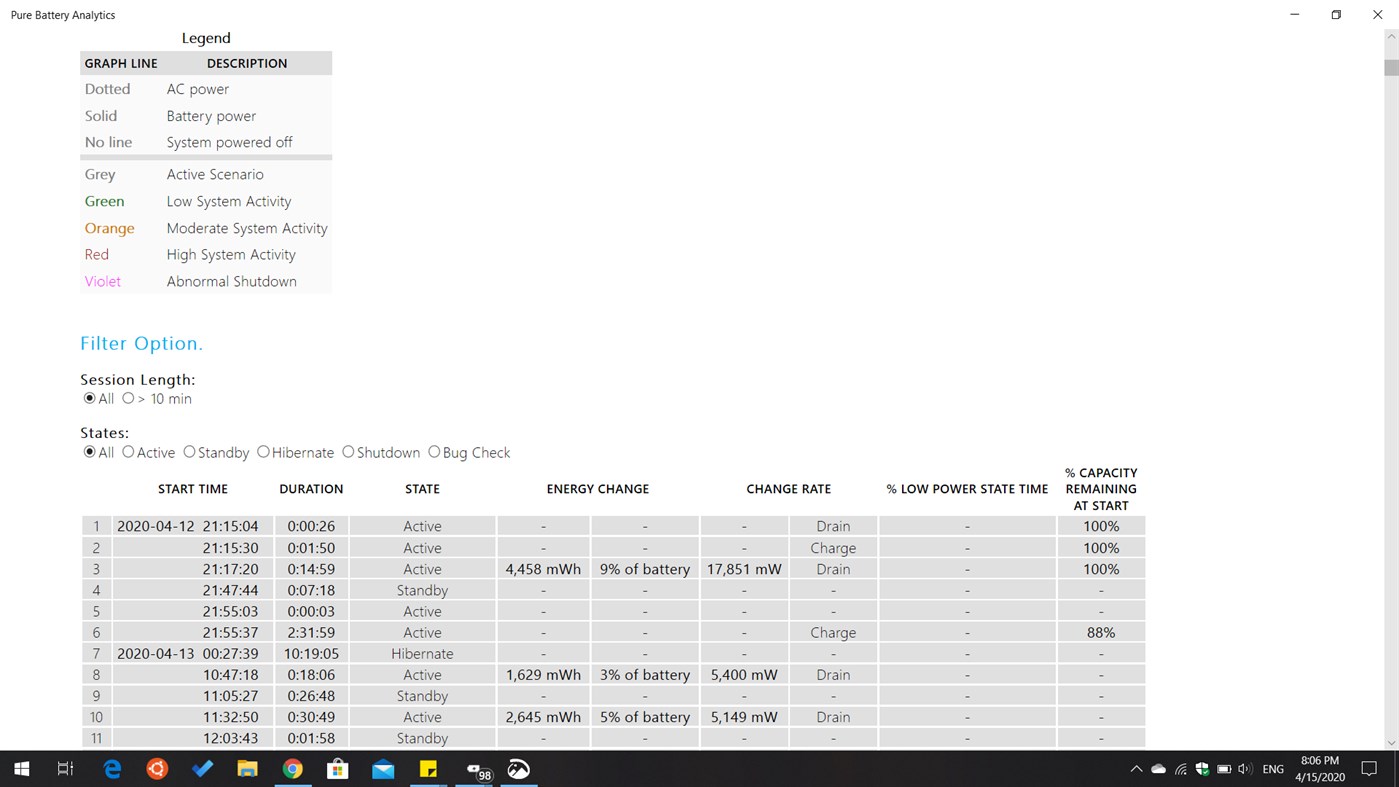 Pure Battery Analytics
Legend
GRAPH LINE DESCRIPTION
Dotted AC power
Solid Battery power
No line System powered off
Grey Active Scenario
Green Low System Activity
Orange Moderate System Activity
Red High System Activity
Violet Abnormal Shutdown
Filter Option.
Session Length:
All > 10 min
States:
All Active Standby Hibernate Shutdown Bug Check
START TIME DURATION STATE ENERGY CHANGE CHANGE RATE % LOW POWER STATE TIME % CAPACITY REMAINING AT START
1 2020-04-12 21:15:04 0:00:26 Active - - - Drain - 100%
2 21:15:30 0:01:50 Active - - - Charge - 100%
3 21:17:20 0:14:59 Active 4,458 mWh 9% of battery 17,851 mW Drain - 100%
4 21:47:44 0:07:18 Standby - - - - - -
5 21:55:03 0:00:03 Active - - - - - -
6 21:55:37 2:31:59 Active - - - Charge - 88%
7 2020-04-13 00:27:39 10:19:05 Hibernate - - - - - -
8 10:47:18 0:18:06 Active 1,629 mWh 3% of battery 5,400 mW Drain - -
9 11:05:27 0:26:48 Standby - - - - - -
10 11:32:50 0:30:49 Active 2,645 mWh 5% of battery 5,149 mW Drain - -
11 12:03:43 0:01:58 Standby - - - - - -
98
ENG
8:06 PM
4/15/2020